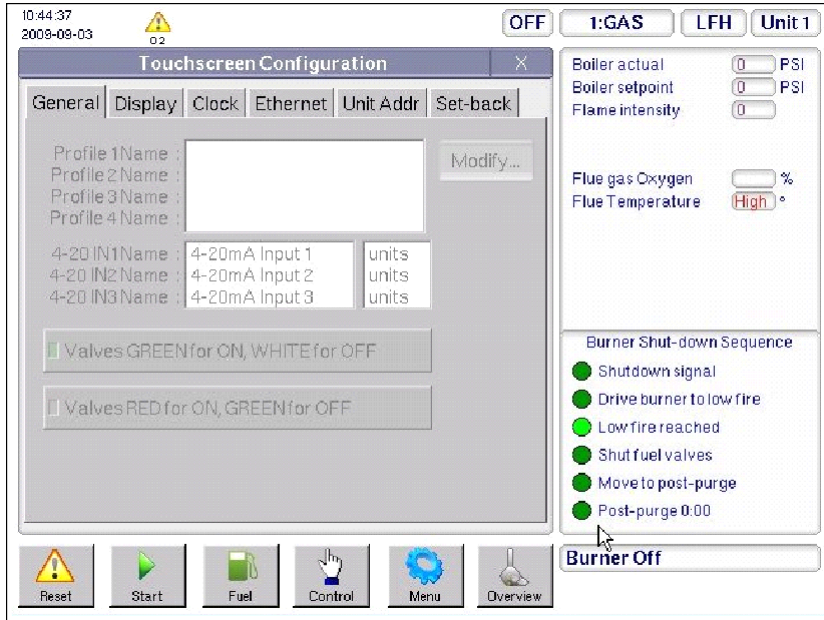 10:44:37
2009-09-03
O2
OFF
1:GAS
LFH
Unit 1
Touchscreen Configuration X
General Display Clock Ethernet Unit Addr Set-back
Profile 1 Name :
Profile 2 Name :
Profile 3 Name :
Profile 4 Name :
Modify...
4-20 IN1 Name : 4-20mA Input 1 units
4-20 IN2 Name : 4-20mA Input 2 units
4-20 IN3 Name : 4-20mA Input 3 units
Valves GREEN for ON, WHITE for OFF
Valves RED for ON, GREEN for OFF
Boiler actual 0 PSI
Boiler setpoint 0 PSI
Flame intensity 0
Flue gas Oxygen %
Flue Temperature High °
Burner Shut-down Sequence
Shutdown signal
Drive burner to low fire
Low fire reached
Shut fuel valves
Move to post-purge
Post-purge 0:00
Burner Off
Reset Start Fuel Control Menu Overview